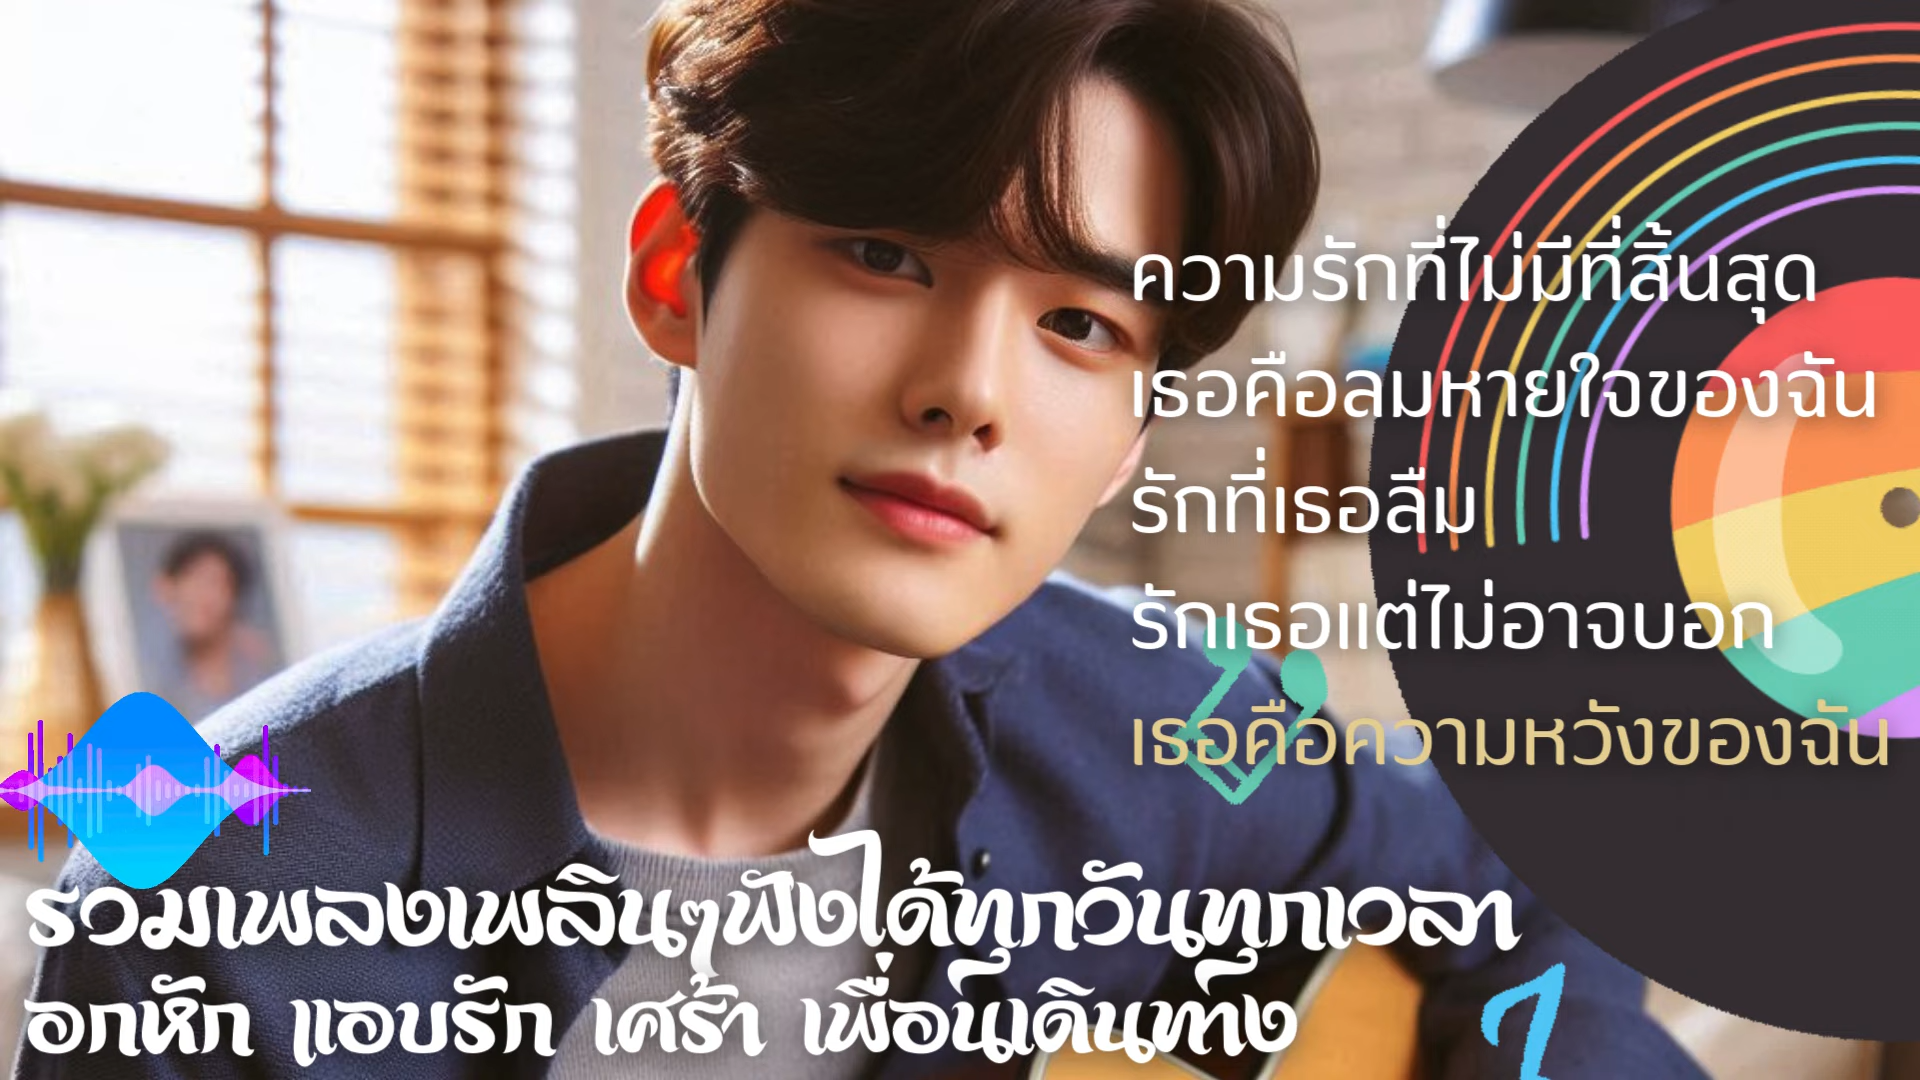 ความรักที่ไม่มีที่สิ้นสุด
เธอคือลมหายใจของฉัน
รักที่เธอลืม
รักเธอแต่ไม่อาจบอก
เธอคือความหวังของฉัน
รวมเพลงเพลินๆฟังได้ทุกวันทุกเวลา
อกหัก แอบรัก เศร้า เพื่อนเดินทาง